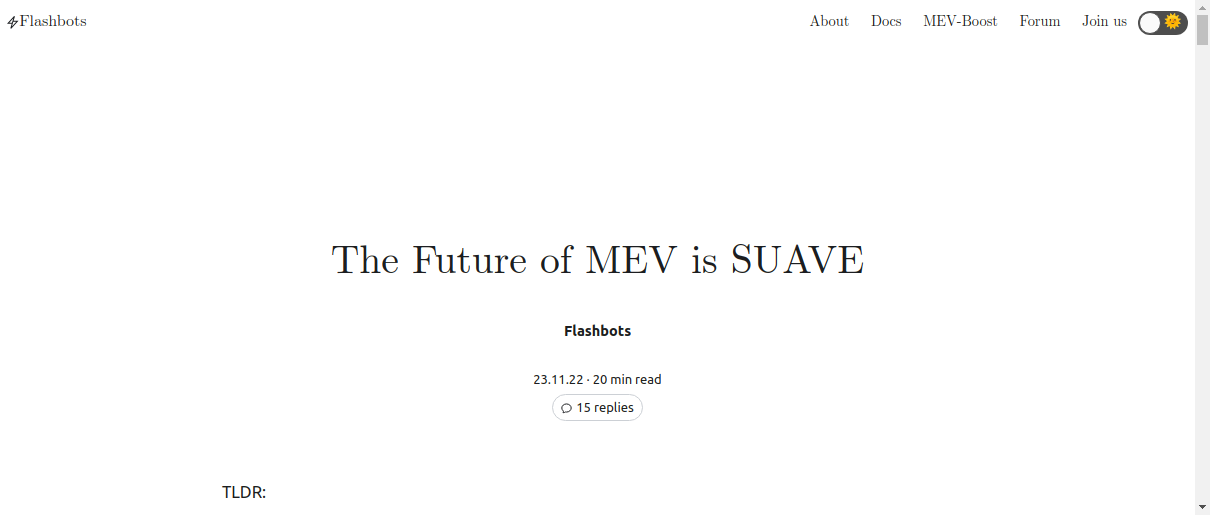 Flashbots About Docs MEV-Boost Forum Join us
The Future of MEV is SUAVE
Flashbots
23.11.22 · 20 min read
15 replies
TLDR: